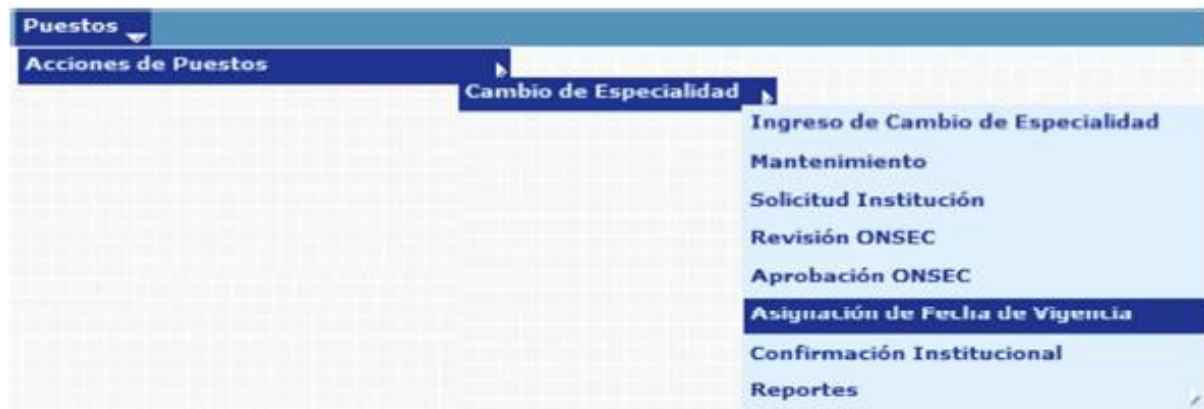 Puestos
Acciones de Puestos
Cambio de Especialidad
Ingreso de Cambio de Especialidad
Mantenimiento
Solicitud Institución
Revisión ONSEC
Aprobación ONSEC
Asignación de Fecha de Vigencia
Confirmación Institucional
Reportes